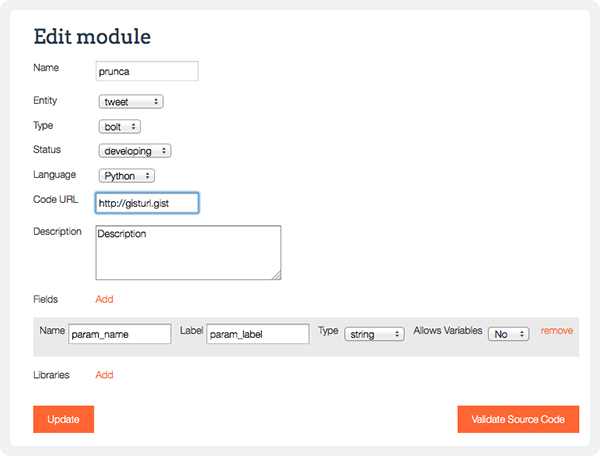 Edit module
Name prunca
Entity tweet
Type bolt
Status developing
Language Python
Code URL http://gisturl.gist
Description Description
Fields Add
Name param_name Label param_label Type string Allows Variables No remove
Libraries Add
Update Validate Source Code